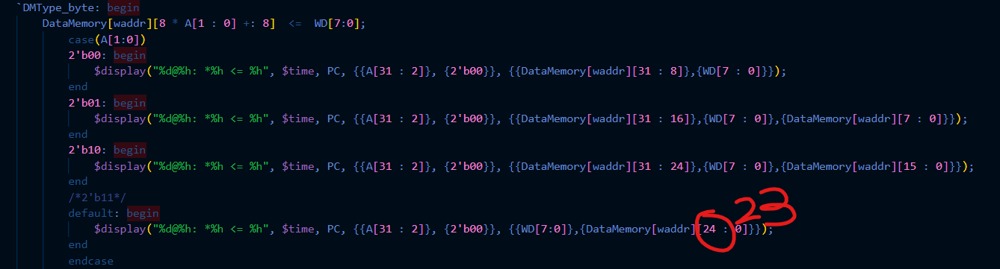 `DMType_byte: begin
DataMemory[waddr][8 * A[1 : 0] +: 8] <= WD[7:0];
case(A[1:0])
2'b00: begin
$display("%d@%h: *%h <= %h", $time, PC, {{A[31 : 2]}, {2'b00}}, {{DataMemory[waddr][31 : 8]},{WD[7 : 0]}});
end
2'b01: begin
$display("%d@%h: *%h <= %h", $time, PC, {{A[31 : 2]}, {2'b00}}, {{DataMemory[waddr][31 : 16]},{WD[7 : 0]},{DataMemory[waddr][7 : 0]}});
end
2'b10: begin
$display("%d@%h: *%h <= %h", $time, PC, {{A[31 : 2]}, {2'b00}}, {{DataMemory[waddr][31 : 24]},{WD[7 : 0]},{DataMemory[waddr][15 : 0]}});
end
/*2'b11*/
default: begin
23
$display("%d@%h: *%h <= %h", $time, PC, {{A[31 : 2]}, {2'b00}}, {{WD[7:0]},{DataMemory[waddr][24 : 0]}});
end
endcase